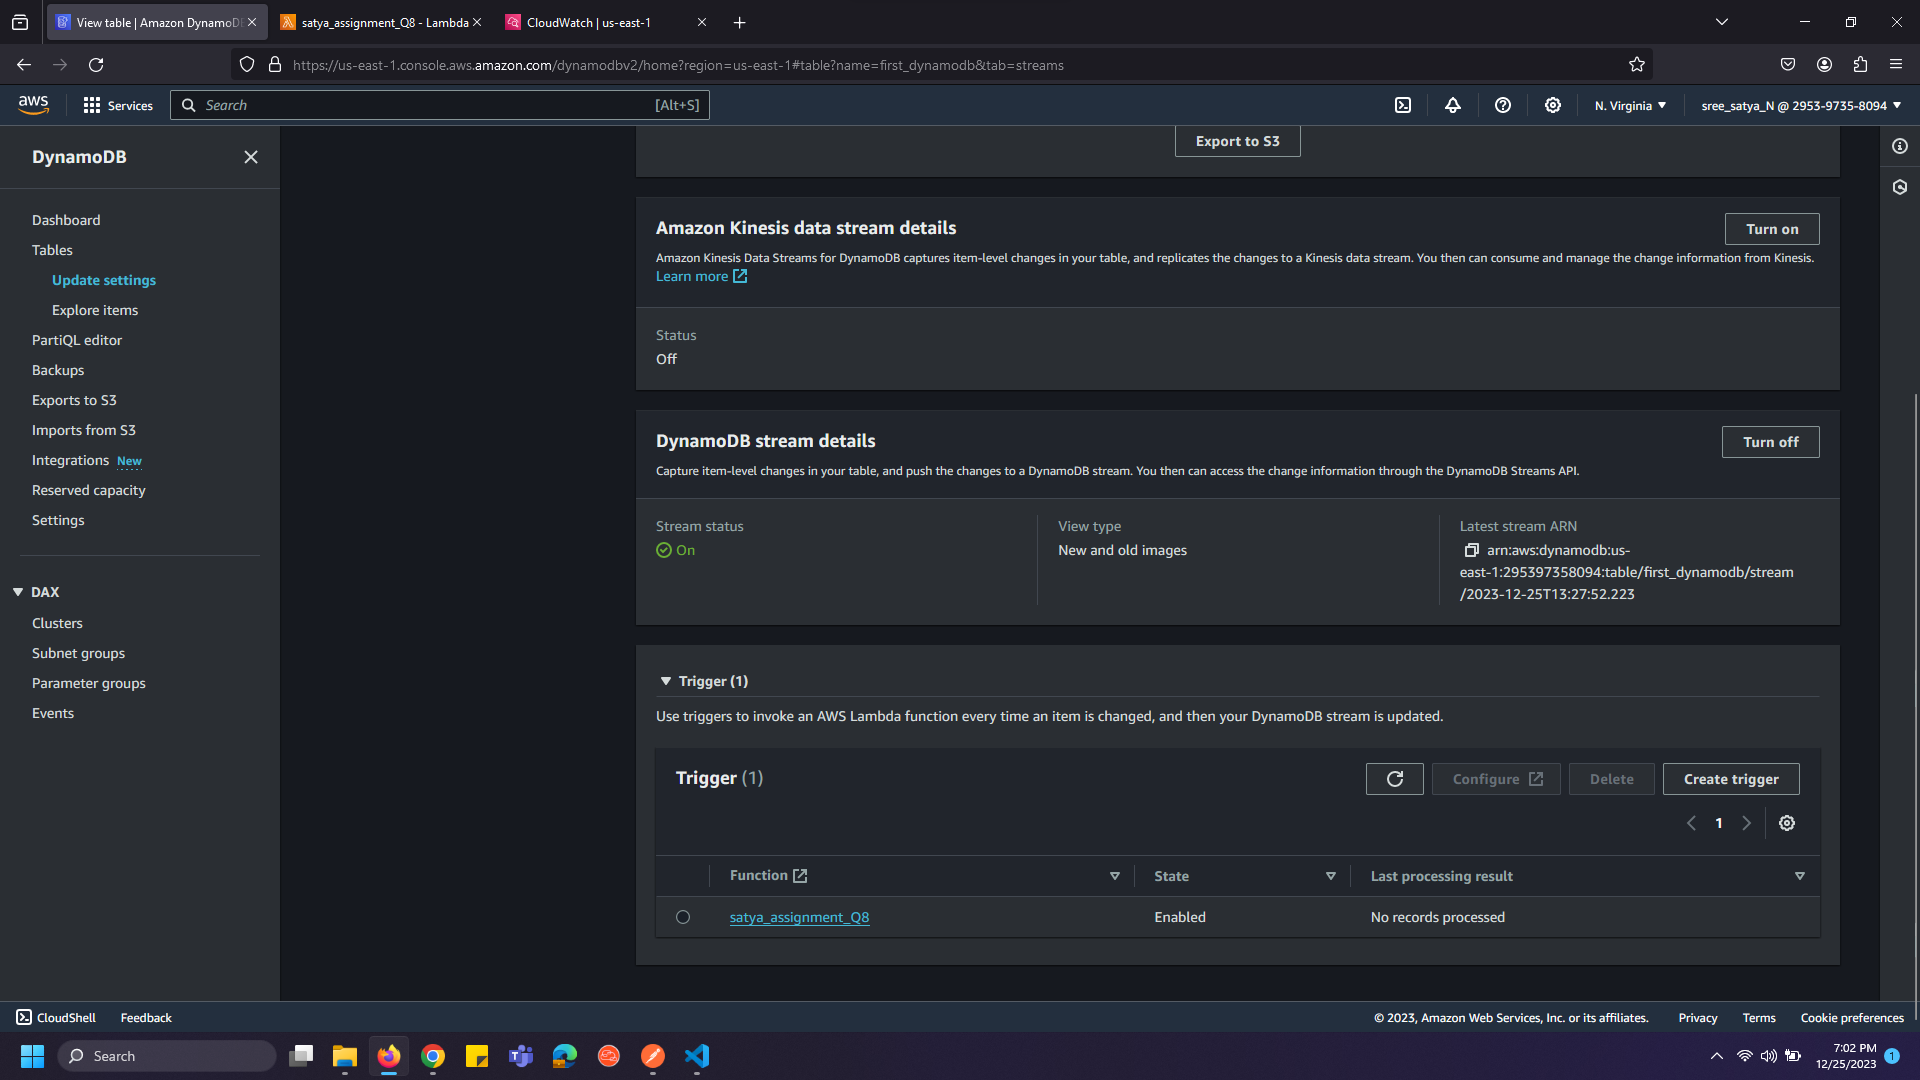 View table | Amazon DynamoD
satya_assignment_Q8 - Lambda
CloudWatch | us-east-1
https://us-east-1.console.aws.amazon.com/dynamodbv2/home?region=us-east-1#table?name=first_dynamodb&tab=streams
aws
Services
Search
[Alt+S]
N. Virginia
sree_satya_N @ 2953-9735-8094
DynamoDB
Dashboard
Tables
Update settings
Explore items
PartiQL editor
Backups
Exports to S3
Imports from S3
Integrations New
Reserved capacity
Settings
DAX
Clusters
Subnet groups
Parameter groups
Events
Export to S3
Amazon Kinesis data stream details
Turn on
Amazon Kinesis Data Streams for DynamoDB captures item-level changes in your table, and replicates the changes to a Kinesis data stream. You then can consume and manage the change information from Kinesis.
Learn more
Status
Off
DynamoDB stream details
Turn off
Capture item-level changes in your table, and push the changes to a DynamoDB stream. You then can access the change information through the DynamoDB Streams API.
Stream status
On
View type
New and old images
Latest stream ARN
arn:aws:dynamodb:us-
east-1:295397358094:table/first_dynamodb/stream
/2023-12-25T13:27:52.223
Trigger (1)
Use triggers to invoke an AWS Lambda function every time an item is changed, and then your DynamoDB stream is updated.
Trigger (1)
Configure
Delete
Create trigger
1
Function
State
Last processing result
satya_assignment_Q8
Enabled
No records processed
CloudShell
Feedback
© 2023, Amazon Web Services, Inc. or its affiliates.
Privacy
Terms
Cookie preferences
Search
7:02 PM
12/25/2023
1